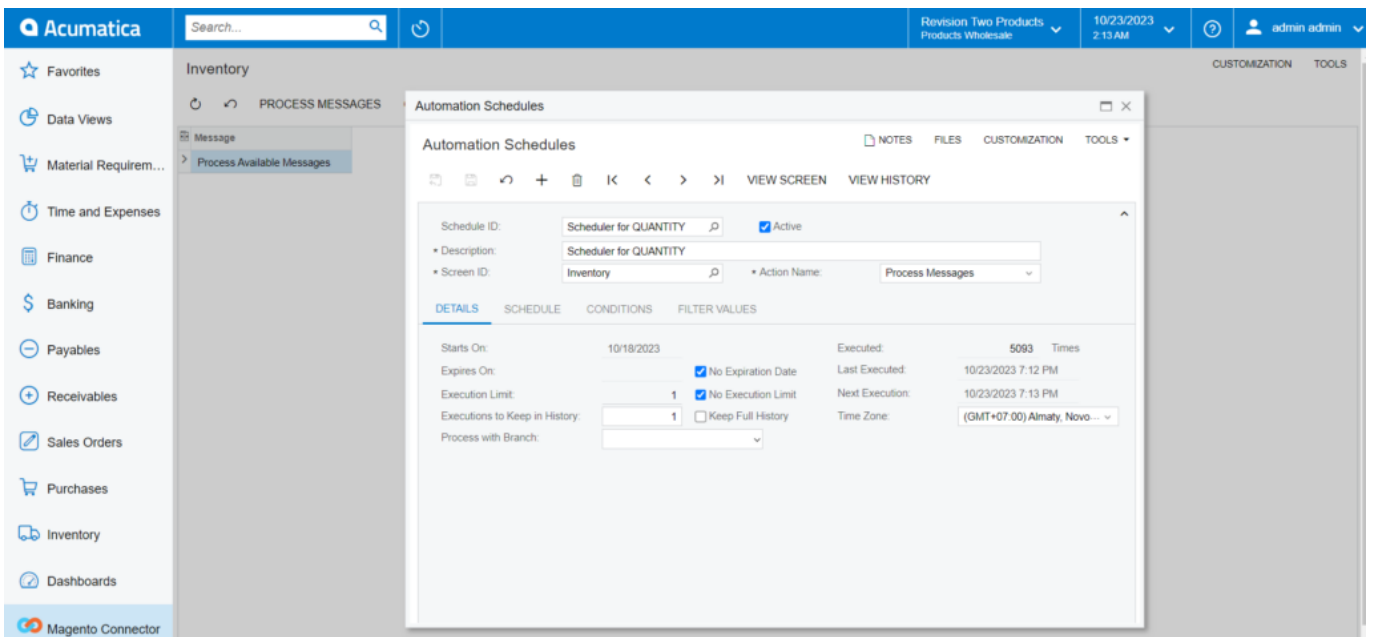 Acumatica
Search...
Revision Two Products
Products Wholesale
10/23/2023
2:13 AM
admin admin
Favorites
Data Views
Material Requirem...
Time and Expenses
Finance
Banking
Payables
Receivables
Sales Orders
Purchases
Inventory
Dashboards
Magento Connector
Inventory
CUSTOMIZATION TOOLS
PROCESS MESSAGES
Message
Process Available Messages
Automation Schedules
Automation Schedules
NOTES FILES CUSTOMIZATION TOOLS
VIEW SCREEN VIEW HISTORY
Schedule ID: Scheduler for QUANTITY Active
* Description: Scheduler for QUANTITY
* Screen ID: Inventory * Action Name: Process Messages
DETAILS SCHEDULE CONDITIONS FILTER VALUES
Starts On: 10/18/2023 Executed: 5093 Times
Expires On: No Expiration Date Last Executed: 10/23/2023 7:12 PM
Execution Limit: 1 No Execution Limit Next Execution: 10/23/2023 7:13 PM
Executions to Keep in History: 1 Keep Full History Time Zone: (GMT+07:00) Almaty, Novo...
Process with Branch: